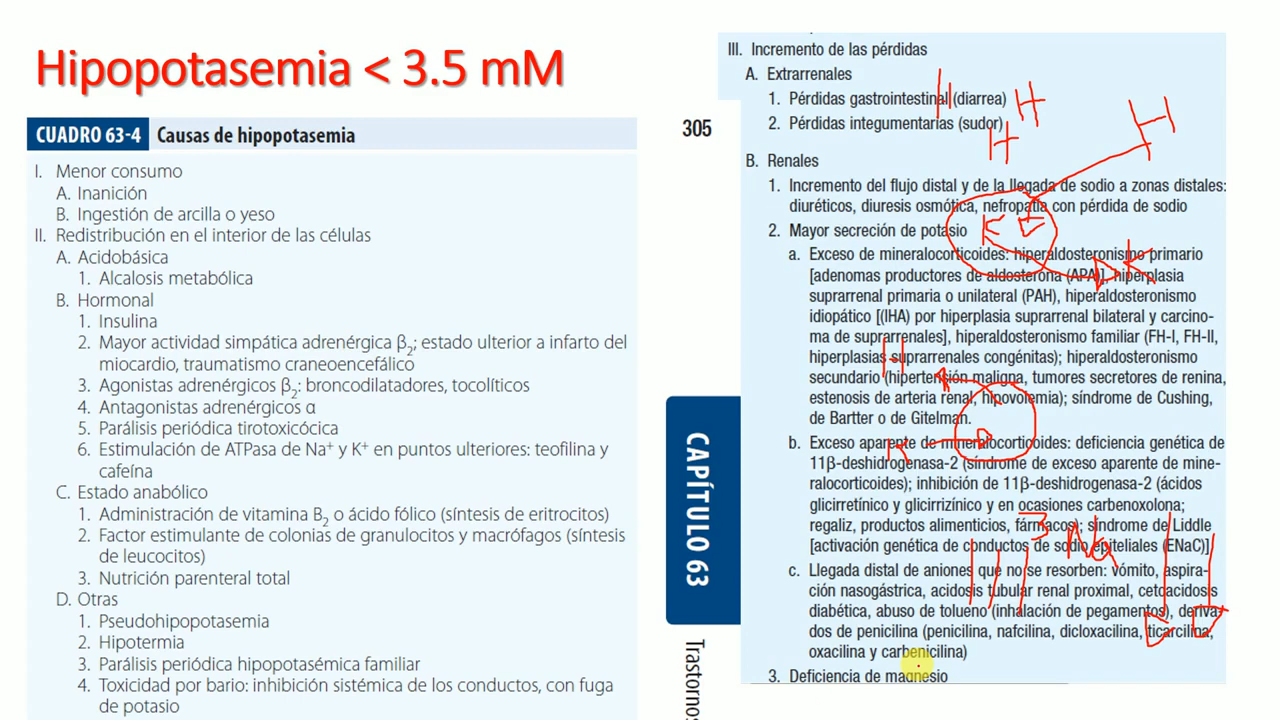 Hipopotasemia < 3.5 mM
CUADRO 63-4 Causas de hipopotasemia
I. Menor consumo
A. Inanición
B. Ingestión de arcilla o yeso
II. Redistribución en el interior de las células
A. Acidobásica
1. Alcalosis metabólica
B. Hormonal
1. Insulina
2. Mayor actividad simpática adrenérgica β2; estado ulterior a infarto del
miocardio, traumatismo craneoencefálico
3. Agonistas adrenérgicos β2: broncodilatadores, tocolíticos
4. Antagonistas adrenérgicos α
5. Parálisis periódica tirotoxicócica
6. Estimulación de ATPasa de Na+ y K+ en puntos ulteriores: teofilina y
cafeína
C. Estado anabólico
1. Administración de vitamina B2 o ácido fólico (síntesis de eritrocitos)
2. Factor estimulante de colonias de granulocitos y macrófagos (síntesis
de leucocitos)
3. Nutrición parenteral total
D. Otras
1. Pseudohipopotasemia
2. Hipotermia
3. Parálisis periódica hipopotasémica familiar
4. Toxicidad por bario: inhibición sistémica de los conductos, con fuga
de potasio
305
CAPÍTULO 63
Trastornos
III. Incremento de las pérdidas
A. Extrarrenales
1. Pérdidas gastrointestinal (diarrea)
2. Pérdidas integumentarias (sudor)
B. Renales
1. Incremento del flujo distal y de la llegada de sodio a zonas distales:
diuréticos, diuresis osmótica, nefropatía con pérdida de sodio
2. Mayor secreción de potasio
a. Exceso de mineralocorticoides: hiperaldosteronismo primario
[adenomas productores de aldosterona (APA)], hiperplasia
suprarrenal primaria o unilateral (PAH), hiperaldosteronismo
idiopático [(IHA) por hiperplasia suprarrenal bilateral y carcino-
ma de suprarrenales], hiperaldosteronismo familiar (FH-I, FH-II,
hiperplasias suprarrenales congénitas); hiperaldosteronismo
secundario (hipertensión maligna, tumores secretores de renina,
estenosis de arteria renal, hipovolemia); síndrome de Cushing,
de Bartter o de Gitelman.
b. Exceso aparente de mineralocorticoides: deficiencia genética de
11β-deshidrogenasa-2 (síndrome de exceso aparente de mine-
ralocorticoides); inhibición de 11β-deshidrogenasa-2 (ácidos
glicirretínico y glicirrizínico y en ocasiones carbenoxolona;
regaliz, productos alimenticios, fármacos); síndrome de Liddle
[activación genética de conductos de sodio epiteliales (ENaC)]
c. Llegada distal de aniones que no se resorben: vómito, aspira-
ción nasogástrica, acidosis tubular renal proximal, cetoacidosis
diabética, abuso de tolueno (inhalación de pegamentos), deriva-
dos de penicilina (penicilina, nafcilina, dicloxacilina, ticarcilina,
oxacilina y carbenicilina)
3. Deficiencia de magnesio
H
H
H
K
K
H
K
3 Na